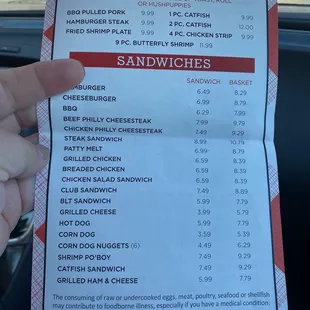 OR HUSHPUPPIES
BBQ PULLED PORK 9.99 1 PC. CATFISH 9.99
HAMBURGER STEAK 9.99 2 PC. CATFISH 12.00
FRIED SHRIMP PLATE 9.99 4 PC. CHICKEN STRIP 9.99
9 PC. BUTTERFLY SHRIMP 11.99
SANDWICHES
SANDWICH BASKET
HAMBURGER 6.49 8.29
CHEESEBURGER 6.99 8.79
BBQ 6.29 7.99
BEEF PHILLY CHEESESTEAK 7.99 9.79
CHICKEN PHILLY CHEESESTEAK 7.49 9.29
STEAK SANDWICH 8.99 10.79
PATTY MELT 6.99 8.79
GRILLED CHICKEN 6.59 8.39
BREADED CHICKEN 6.59 8.39
CHICKEN SALAD SANDWICH 6.59 8.39
CLUB SANDWICH 7.49 8.89
BLT SANDWICH 5.99 7.79
GRILLED CHEESE 3.99 5.79
HOT DOG 5.99 7.79
CORN DOG 3.59 5.39
CORN DOG NUGGETS (6) 4.49 6.29
SHRIMP PO'BOY 7.49 9.29
CATFISH SANDWICH 7.49 9.29
GRILLED HAM & CHEESE 5.99 7.79
The consuming of raw or undercooked eggs, meat, poultry, seafood or shellfish
may contribute to foodborne illness, especially if you have a medical condition.